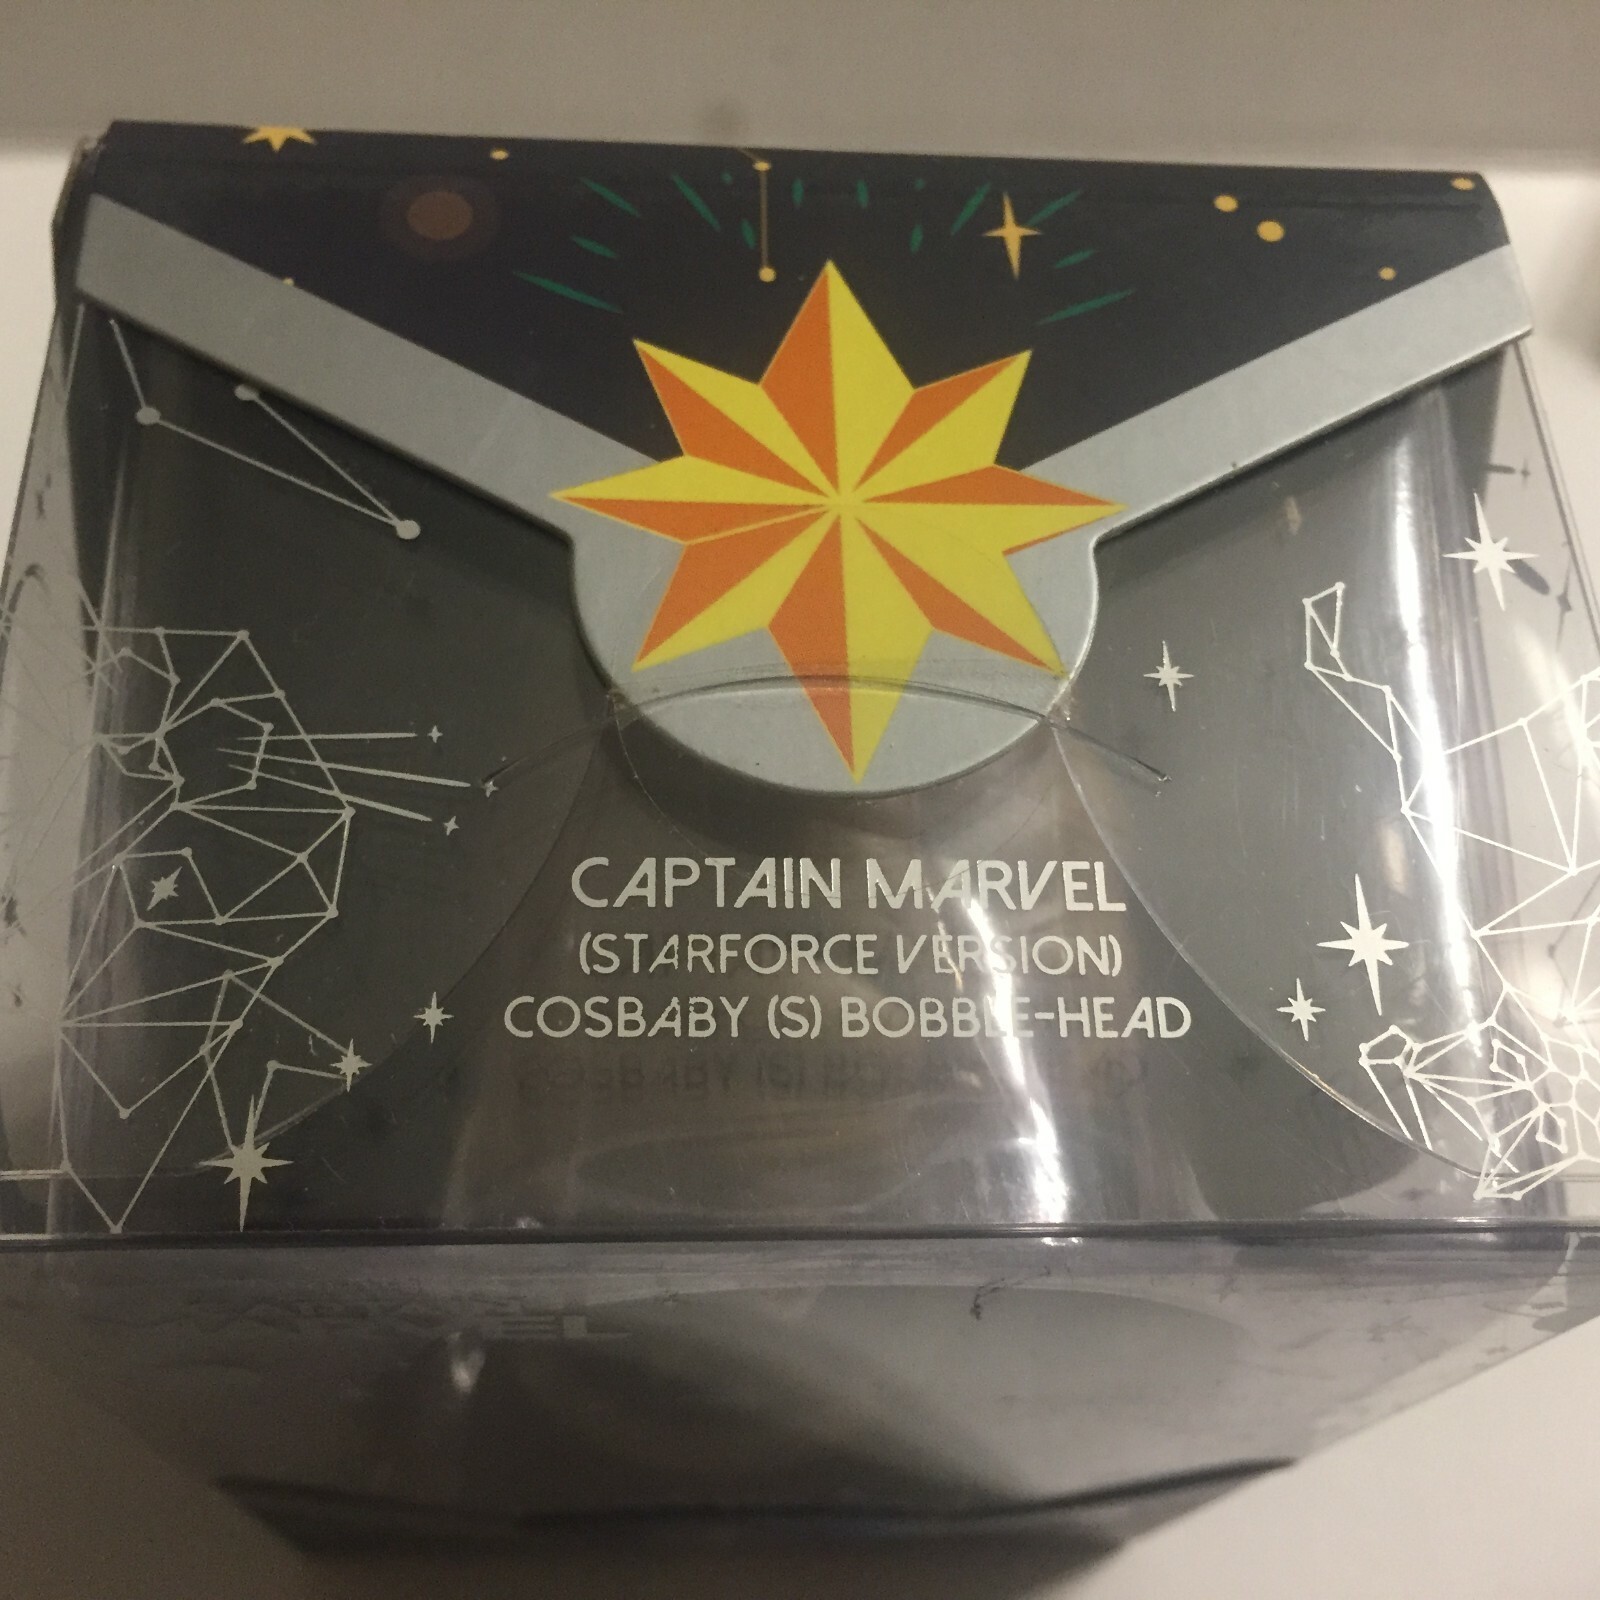 CAPTAIN MARVEL
(STARFORCE VERSION)
COSBABY (S) BOBBLE-HEAD